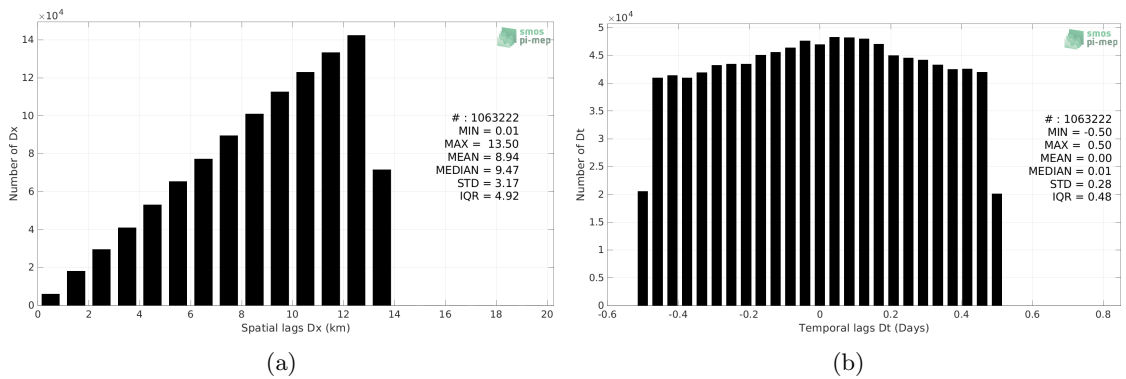 ×10⁴
14
12
10
8
6
4
2
0
Number of Dx
0 2 4 6 8 10 12 14 16 18 20
Spatial lags Dx (km)
smos
pi-mep
# : 1063222
MIN = 0.01
MAX = 13.50
MEAN = 8.94
MEDIAN = 9.47
STD = 3.17
IQR = 4.92
(a)
×10⁴
5
4.5
4
3.5
3
2.5
2
1.5
1
0.5
0
Number of Dt
-0.6 -0.4 -0.2 0 0.2 0.4 0.6 0.8
Temporal lags Dt (Days)
smos
pi-mep
# : 1063222
MIN = -0.50
MAX = 0.50
MEAN = 0.00
MEDIAN = 0.01
STD = 0.28
IQR = 0.48
(b)